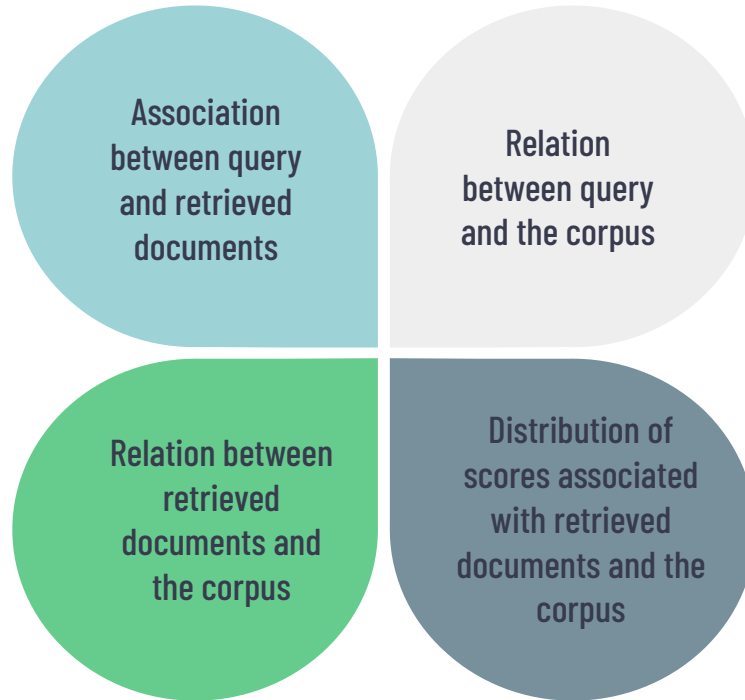 Association
between query
and retrieved
documents
Relation
between query
and the corpus
Relation between
retrieved
documents and
the corpus
Distribution of
scores associated
with retrieved
documents and the
corpus